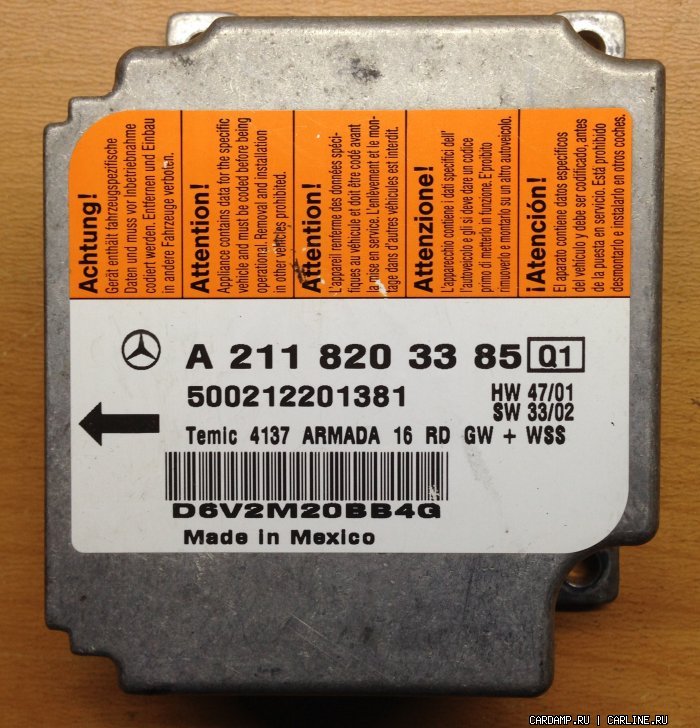 Achtung!
Gerät enthält fahrzeugspezifische
Daten und muss vor Inbetriebnahme
codiert werden. Entfernen und Einbau
in andere Fahrzeuge verboten.
Attention!
Appliance contains data for the specific
vehicle and must be coded before being
operational. Removal and installation
in other vehicles prohibited.
Attention!
L'appareil renferme des données spéci-
fiques au véhicule et doit être codé avant
la mise en service. L'enlèvement et le mon-
tage dans d'autres véhicules est interdit.
Attenzione!
L'apparecchio contiene i dati specifici dell'
l'autoveicolo e gli si deve dare un codice
primo di metterlo in funzione. E'proibito
rimuoverlo e montarlo su un altro autoveicolo.
¡Atención!
El aparato contiene datos específicos
del vehículo y debe ser codificado, antes
de la puesta en servicio. Está prohibido
desmontarlo e instalarlo en otros coches.
A 211 820 33 85 Q1
500212201381
HW 47/01
SW 33/02
Temic 4137 ARMADA 16 RD GW + WSS
D6V2M20BB4G
Made in Mexico
CARDAMP.RU | CARLINE.RU